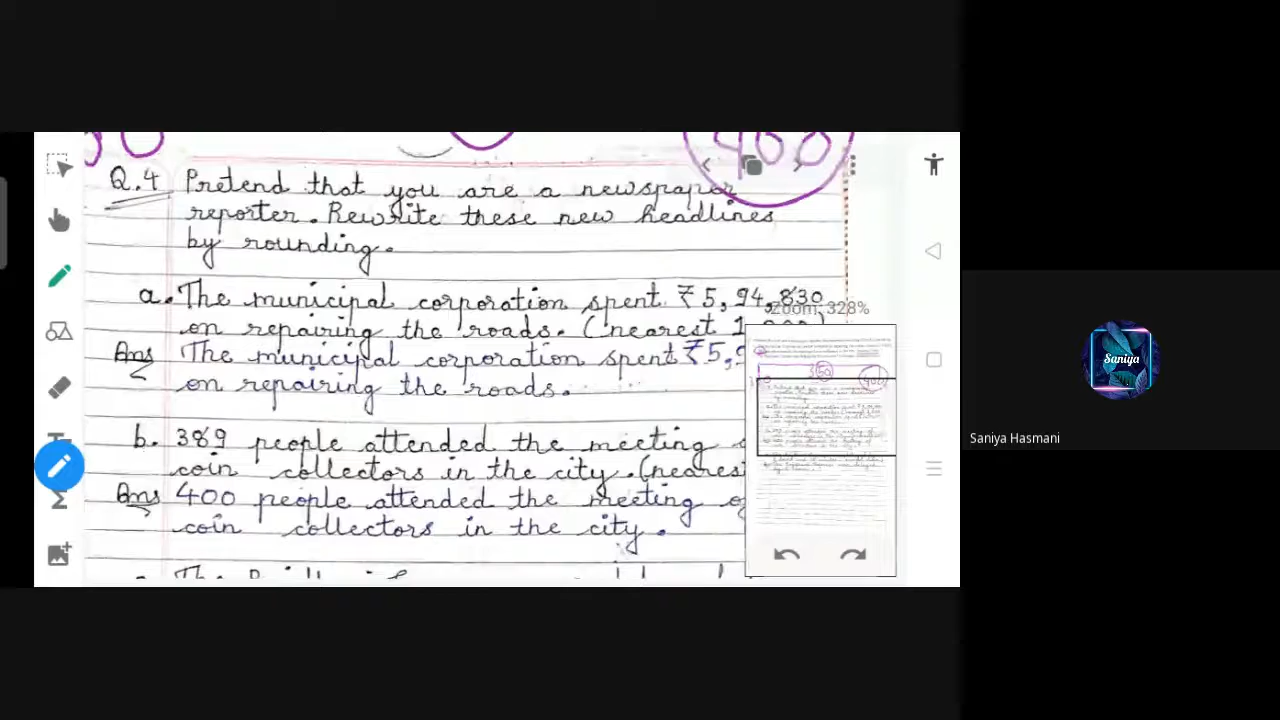 400
Q.4 Pretend that you are a newspaper
reporter. Rewrite these new headlines
by rounding.
a. The municipal corporation spent ₹ 5, 94, 830
Zoom: 328%
on repairing the roads. (nearest
Ans The municipal corporation spent ₹5,
on repairing the roads.
b. 389 people attended the meeting
coin collectors in the city.
Ans 400 people attended the meeting
coin collectors in the city.
Saniya
Saniya Hasmani